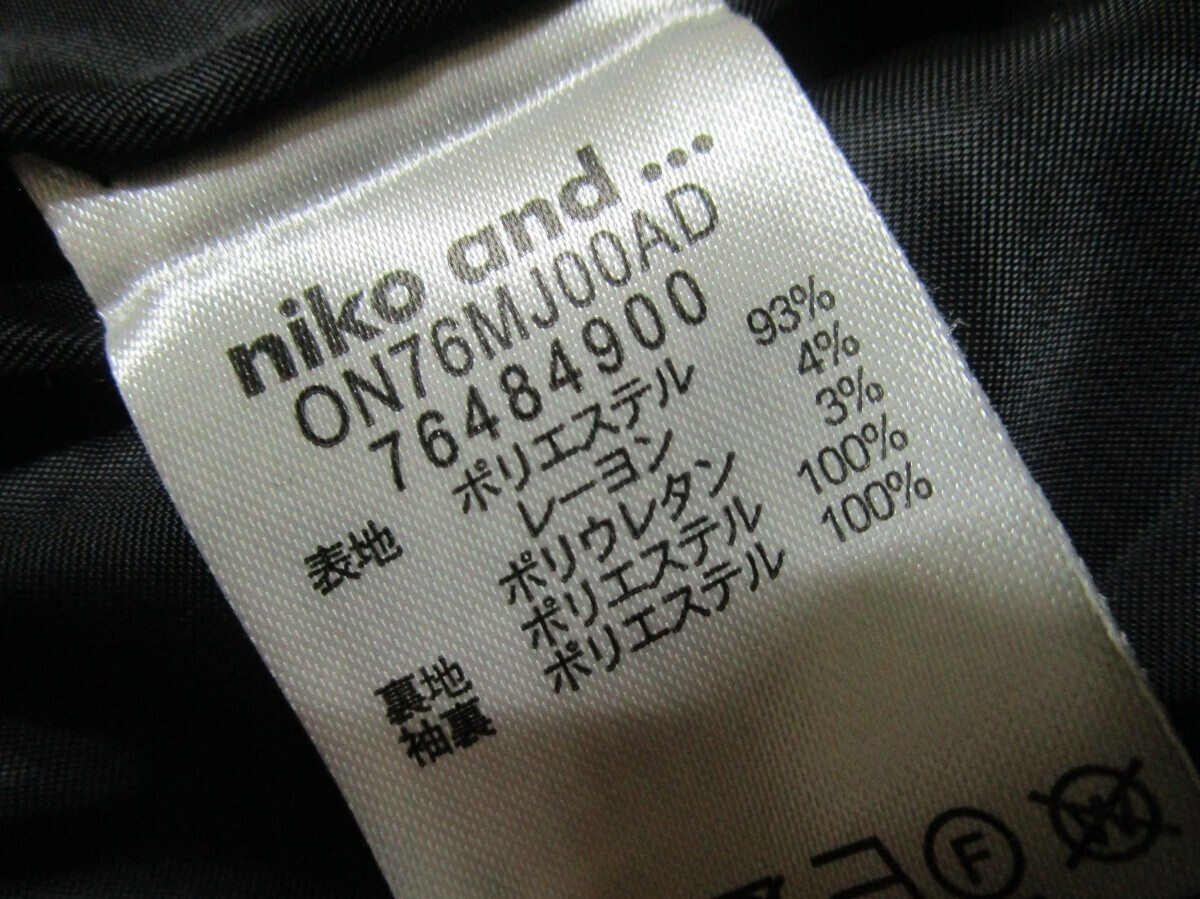 niko and ...
ON76MJ00AD
76484900
表地 ポリエステル 93%
レーヨン 4%
ポリウレタン 3%
裏地 ポリエステル 100%
袖裏 ポリエステル 100%
F